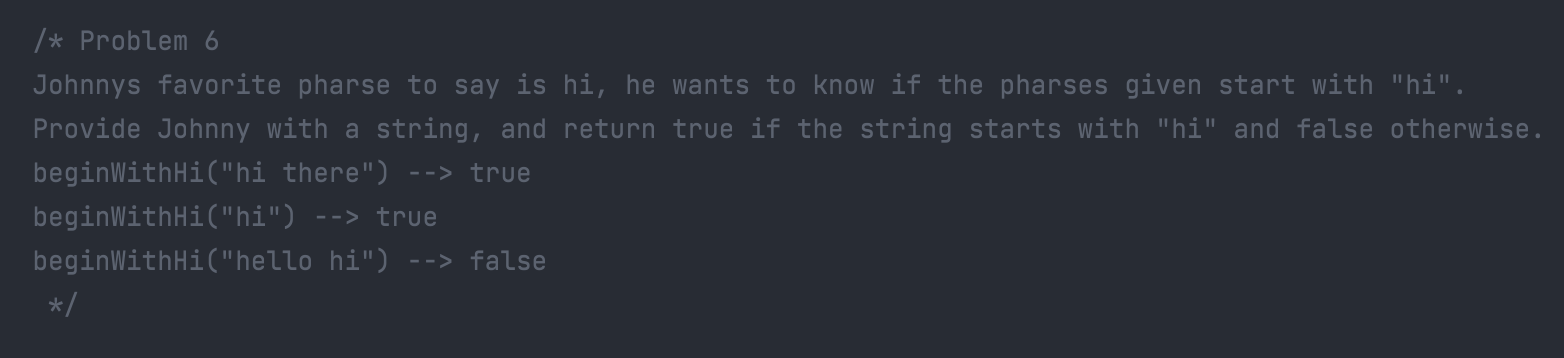 /* Problem 6
Johnnys favorite pharse to say is hi, he wants to know if the pharses given start with "hi".
Provide Johnny with a string, and return true if the string starts with "hi" and false otherwise.
beginWithHi("hi there") --> true
beginWithHi("hi") --> true
beginWithHi("hello hi") --> false
*/